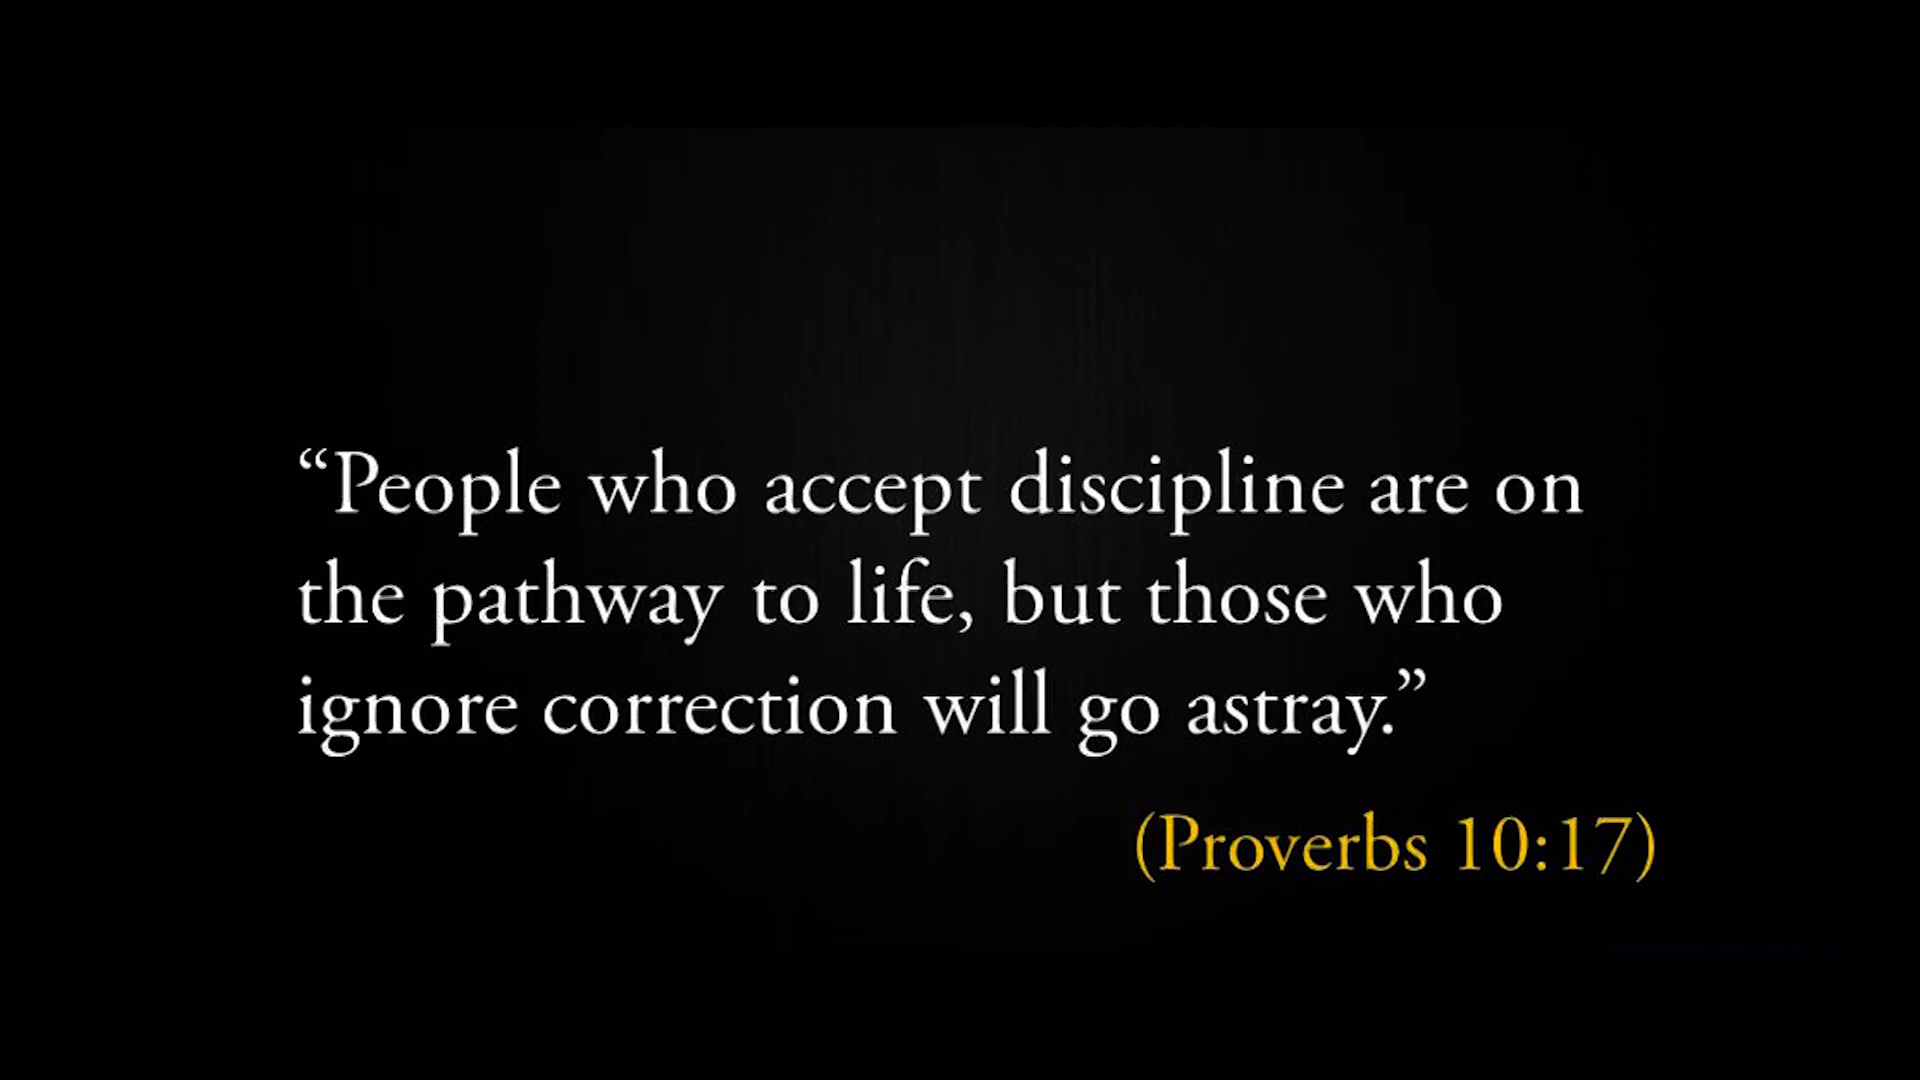 “People who accept discipline are on
the pathway to life, but those who
ignore correction will go astray.”
(Proverbs 10:17)